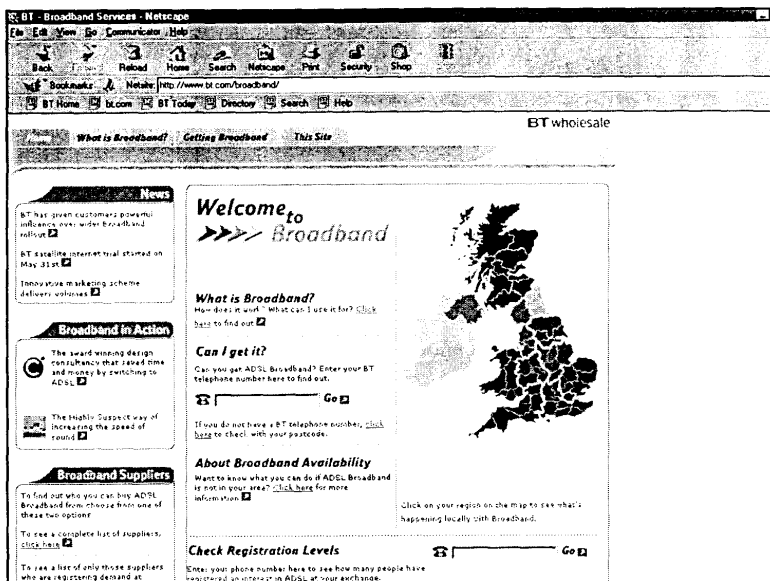 BT - Broadband Services - Netscape
File Edit View Go Communicator Help
Back Reload Home Search Netscape Print Security Shop
Bookmarks Netsite: http://www.bt.com/broadband/
BT Home bt.com BT Today Directory Search Help
BT wholesale
What is Broadband? Getting Broadband This Site
News
BT has given customers powerful
influence over wider Broadband
rollout
BT satellite internet trial started on
May 31st
Innovative marketing scheme
delivery volumes
Broadband in Action
The award winning design
consultancy that saved time
and money by switching to
ADSL
The Highly Suspect way of
increasing the speed of
sound
Broadband Suppliers
To find out who you can buy ADSL
Broadband from choose from one of
these two options
To see a complete list of suppliers,
click here
To see a list of only those suppliers
who are registering demand at
Welcome to
Broadband
What is Broadband?
How does it work? What can I use it for? Click
here to find out
Can I get it?
Can you get ADSL Broadband? Enter your BT
telephone number here to find out.
Go
If you do not have a BT telephone number, click
here to check with your postcode.
About Broadband Availability
Want to know what you can do if ADSL Broadband
is not in your area? Click here for more
information
Click on your region on the map to see what's
happening locally with Broadband.
Check Registration Levels
Go
Enter your phone number here to see how many people have
registered an interest in ADSL at your exchange.